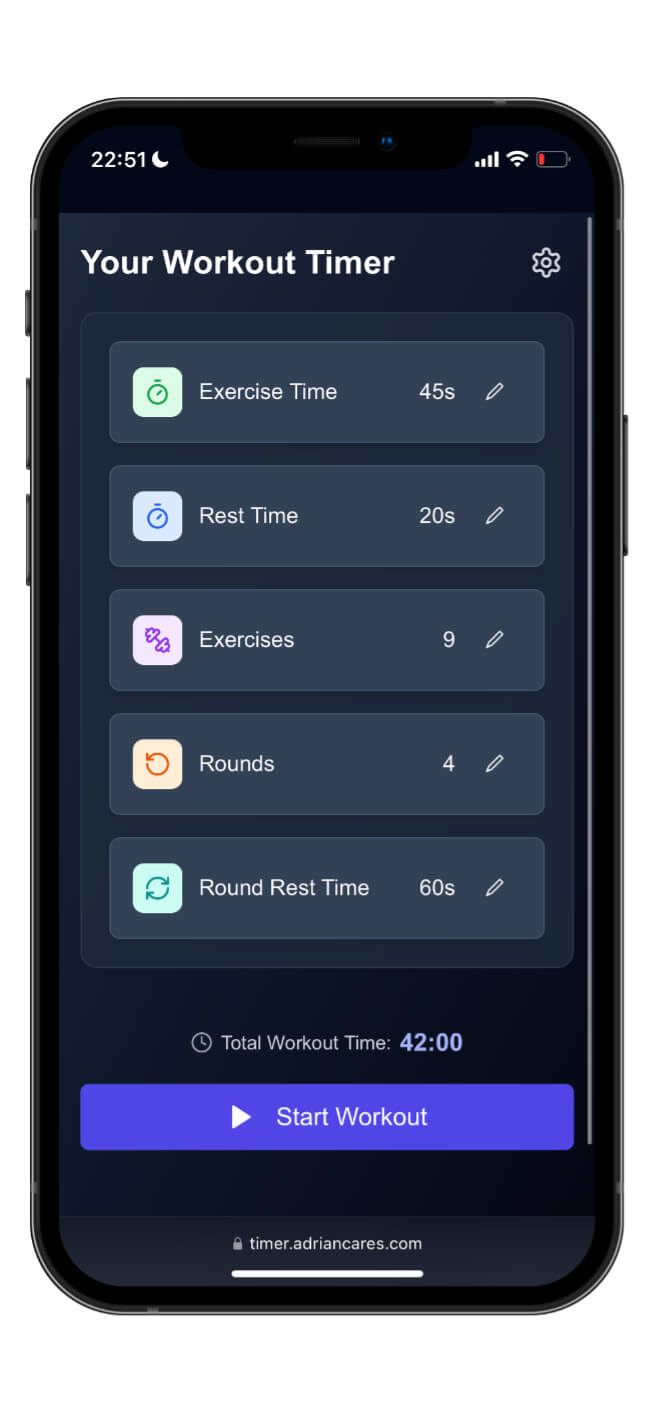 22:51
Your Workout Timer
Exercise Time 45s
Rest Time 20s
Exercises 9
Rounds 4
Round Rest Time 60s
Total Workout Time: 42:00
Start Workout
timer.adriancares.com